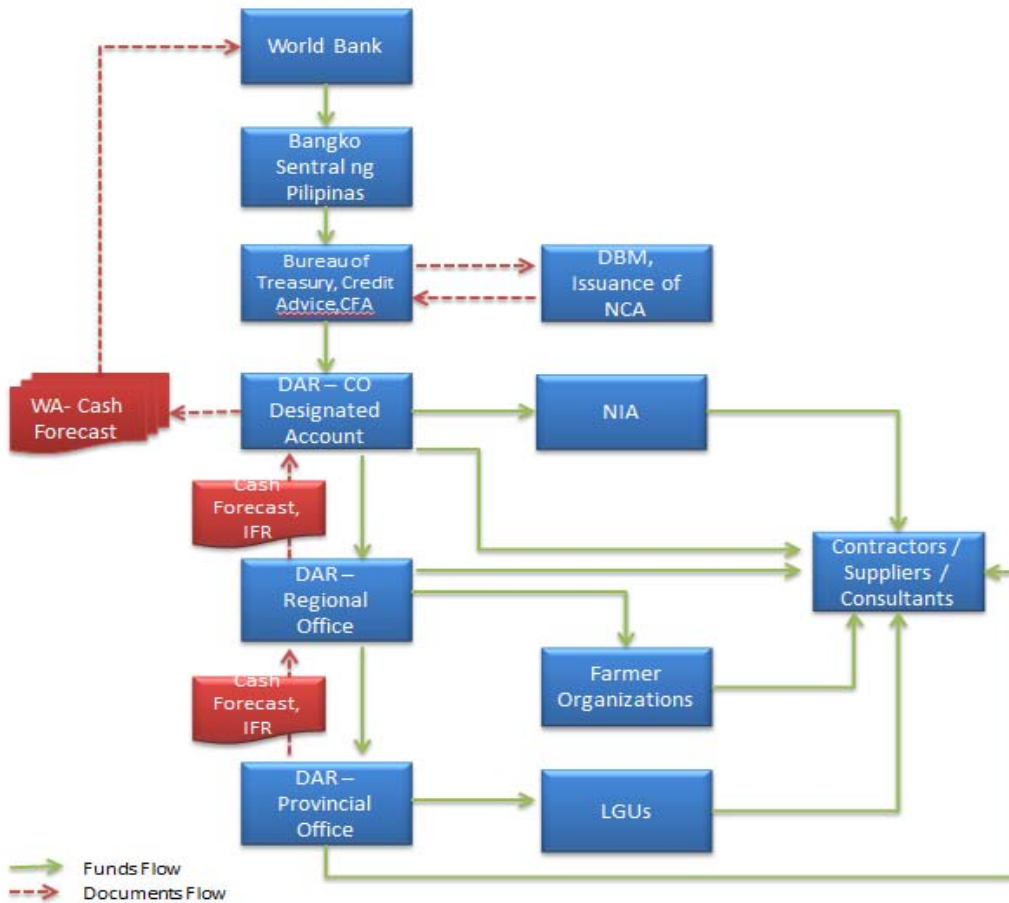 World Bank
Bangko
Sentral ng
Pilipinas
Bureau of
Treasury, Credit
Advice,CFA
DBM,
Issuance of
NCA
WA- Cash
Forecast
DAR – CO
Designated
Account
NIA
Cash
Forecast,
IFR
DAR –
Regional
Office
Contractors /
Suppliers /
Consultants
Cash
Forecast,
IFR
Farmer
Organizations
DAR –
Provincial
Office
LGUs
Funds Flow
Documents Flow